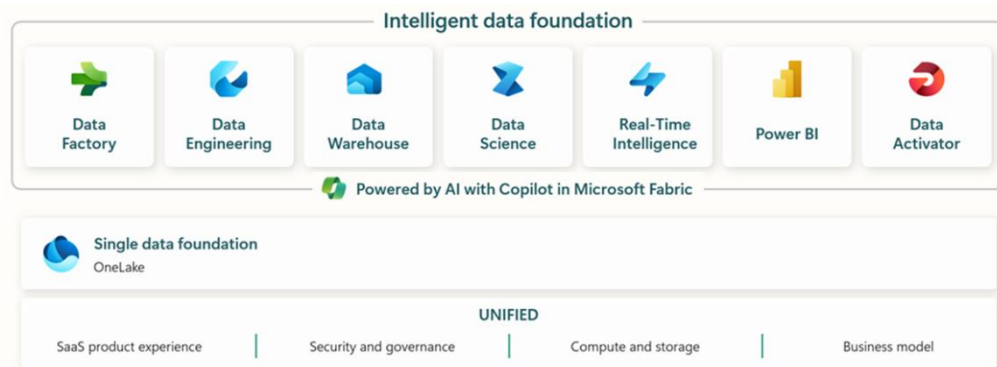 Intelligent data foundation
Data
Factory
Data
Engineering
Data
Warehouse
Data
Science
Real-Time
Intelligence
Power BI
Data
Activator
Powered by AI with Copilot in Microsoft Fabric
Single data foundation
OneLake
UNIFIED
SaaS product experience
Security and governance
Compute and storage
Business model